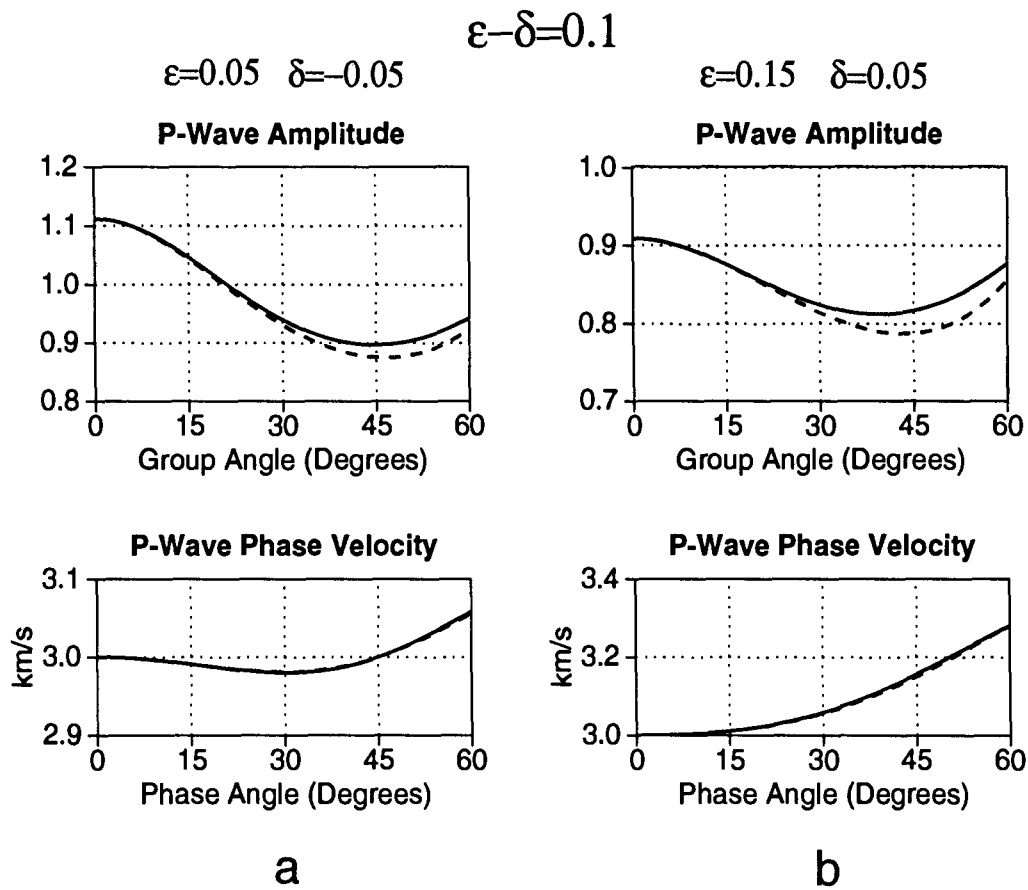 ε−δ=0.1
ε=0.05 δ=−0.05
ε=0.15 δ=0.05
P-Wave Amplitude
1.2
1.1
1.0
0.9
0.8
0 15 30 45 60
Group Angle (Degrees)
P-Wave Amplitude
1.0
0.9
0.8
0.7
0 15 30 45 60
Group Angle (Degrees)
P-Wave Phase Velocity
km/s
3.1
3.0
2.9
0 15 30 45 60
Phase Angle (Degrees)
P-Wave Phase Velocity
km/s
3.4
3.2
3.0
0 15 30 45 60
Phase Angle (Degrees)
a
b